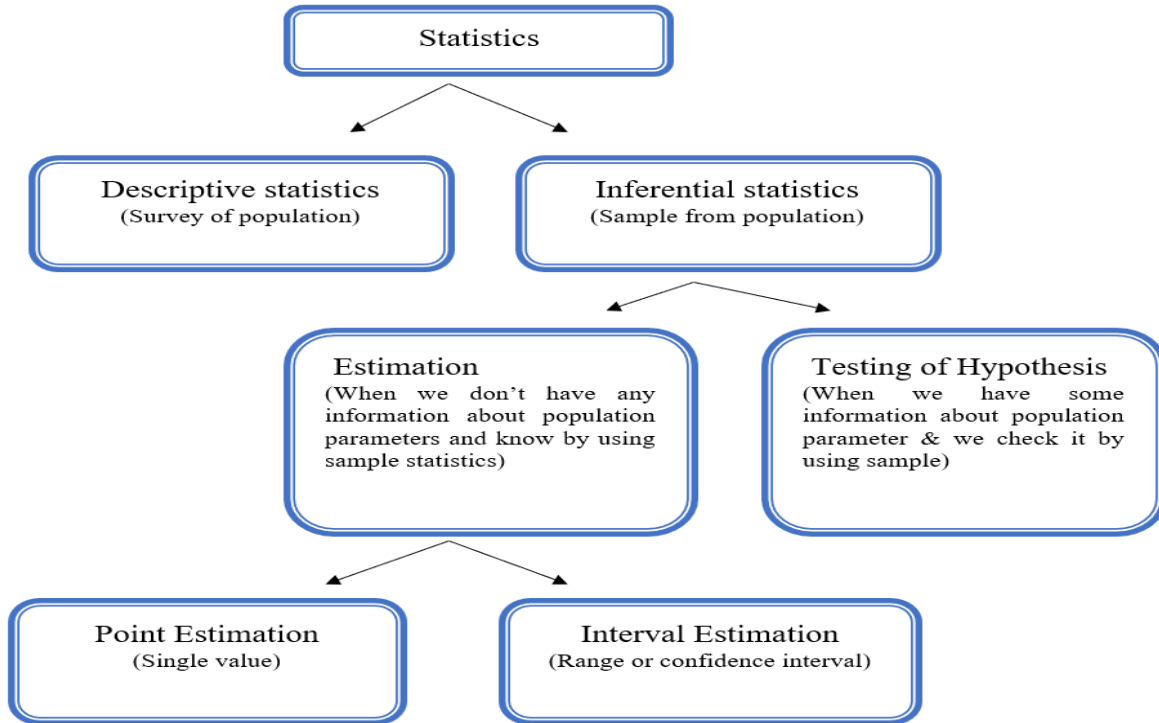 Statistics
Descriptive statistics
(Survey of population)
Inferential statistics
(Sample from population)
Estimation
(When we don’t have any
information about population
parameters and know by using
sample statistics)
Testing of Hypothesis
(When we have some
information about population
parameter & we check it by
using sample)
Point Estimation
(Single value)
Interval Estimation
(Range or confidence interval)